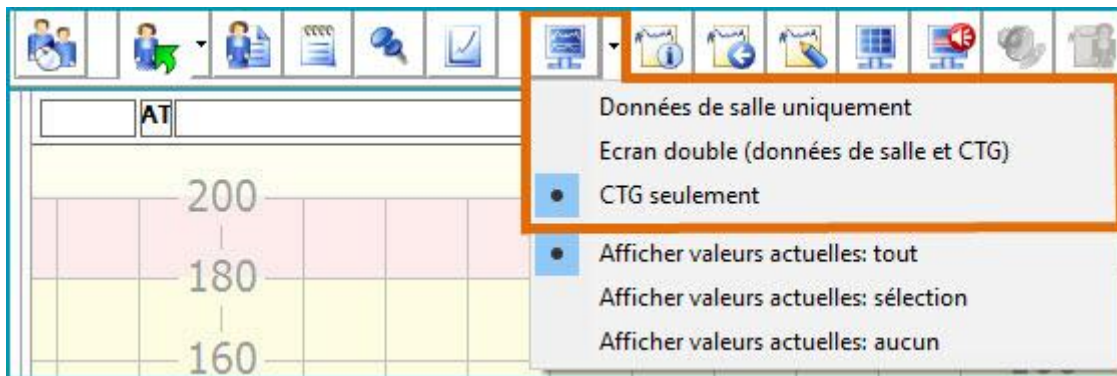 AT
Données de salle uniquement
Ecran double (données de salle et CTG)
CTG seulement
Afficher valeurs actuelles: tout
Afficher valeurs actuelles: sélection
Afficher valeurs actuelles: aucun
200
180
160